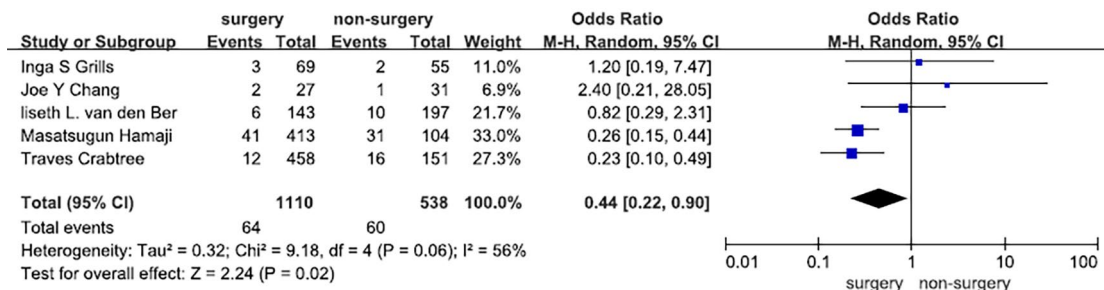 surgery non-surgery Odds Ratio Odds Ratio
Study or Subgroup Events Total Events Total Weight M-H, Random, 95% CI M-H, Random, 95% CI
Inga S Grills 3 69 2 55 11.0% 1.20 [0.19, 7.47]
Joe Y Chang 2 27 1 31 6.9% 2.40 [0.21, 28.05]
liseth L. van den Ber 6 143 10 197 21.7% 0.82 [0.29, 2.31]
Masatsugun Hamaji 41 413 31 104 33.0% 0.26 [0.15, 0.44]
Traves Crabtree 12 458 16 151 27.3% 0.23 [0.10, 0.49]
Total (95% CI) 1110 538 100.0% 0.44 [0.22, 0.90]
Total events 64 60
Heterogeneity: Tau² = 0.32; Chi² = 9.18, df = 4 (P = 0.06); I² = 56%
Test for overall effect: Z = 2.24 (P = 0.02)
0.01 0.1 1 10 100
surgery non-surgery